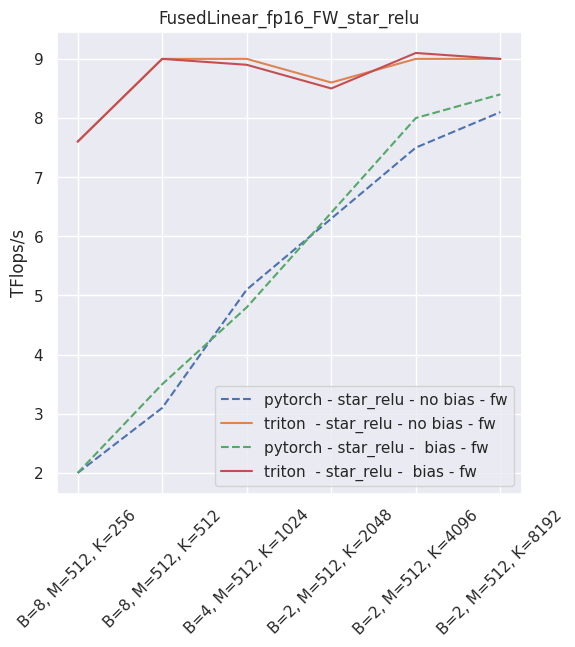 FusedLinear_fp16_FW_star_relu
TFlops/s
9
8
7
6
5
4
3
2
pytorch - star_relu - no bias - fw
triton  - star_relu - no bias - fw
pytorch - star_relu -  bias - fw
triton  - star_relu -  bias - fw
B=8, M=512, K=256
B=8, M=512, K=512
B=4, M=512, K=1024
B=2, M=512, K=2048
B=2, M=512, K=4096
B=2, M=512, K=8192